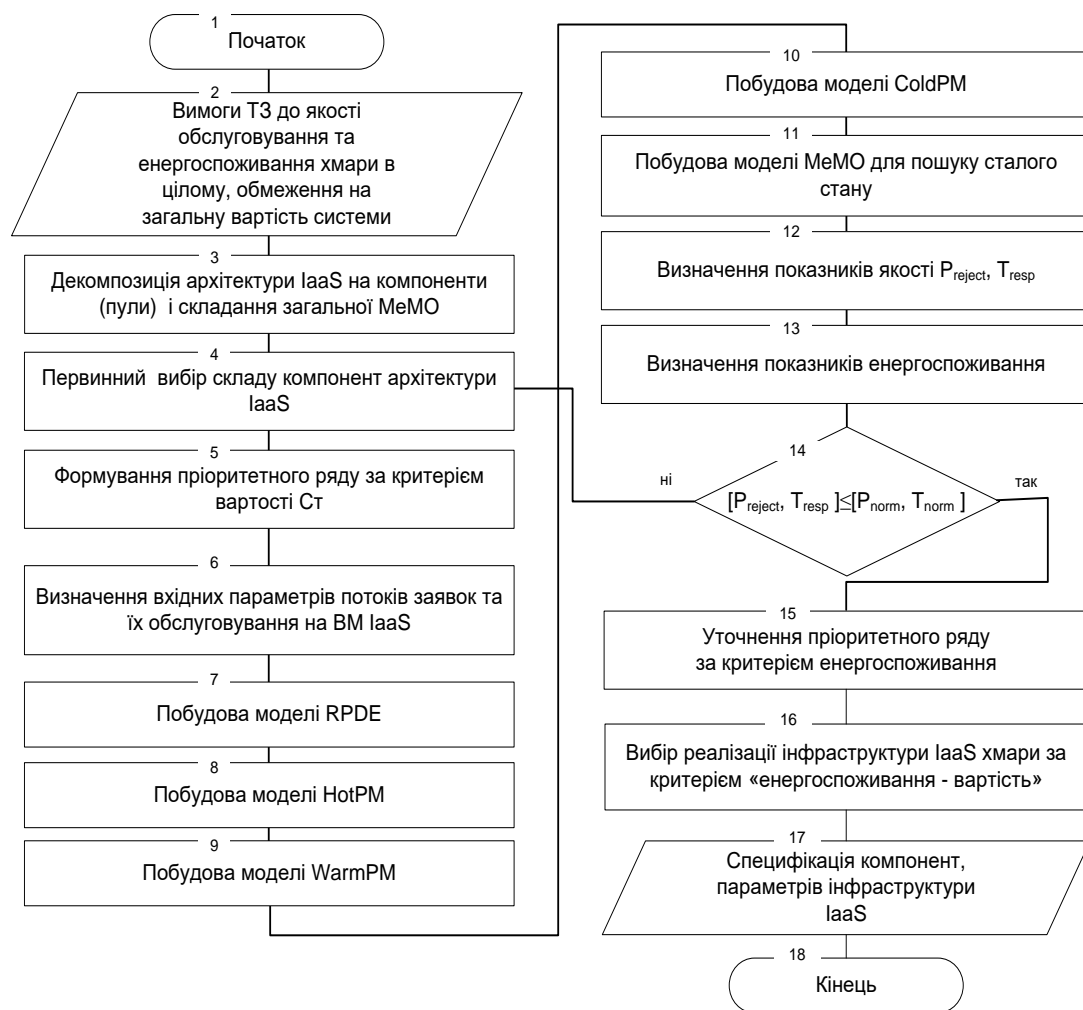 1
Початок
2
Вимоги ТЗ до якості
обслуговування та
енергоспоживання хмари в
цілому, обмеження на
загальну вартість системи
3
Декомпозиція архітектури IaaS на компоненти
(пули) і складання загальної МеМО
4
Первинний вибір складу компонент архітектури
IaaS
5
Формування пріоритетного ряду за критерієм
вартості Ст
6
Визначення вхідних параметрів потоків заявок та
їх обслуговування на ВМ IaaS
7
Побудова моделі RPDE
8
Побудова моделі HotPM
9
Побудова моделі WarmPM
10
Побудова моделі ColdPM
11
Побудова моделі МеМО для пошуку сталого
стану
12
Визначення показників якості Preject, Tresp
13
Визначення показників енергоспоживання
14
ні
[Preject, Tresp ]≤[Pnorm, Tnorm ]
так
15
Уточнення пріоритетного ряду
за критерієм енергоспоживання
16
Вибір реалізації інфраструктури IaaS хмари за
критерієм «енергоспоживання - вартість»
17
Специфікація компонент,
параметрів інфраструктури
IaaS
18
Кінець